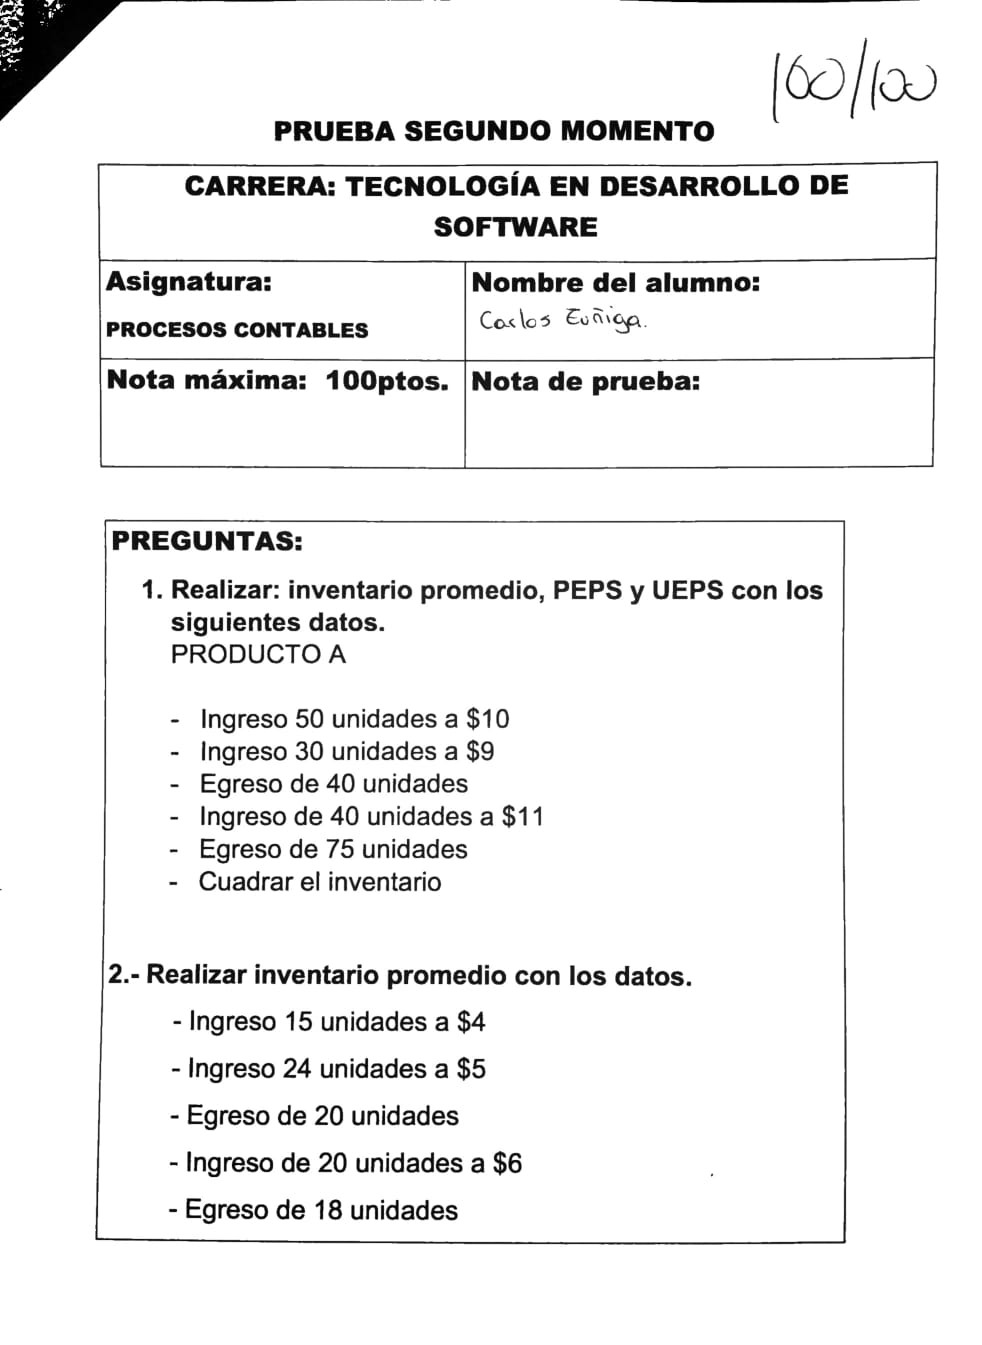 100/100
PRUEBA SEGUNDO MOMENTO
CARRERA: TECNOLOGÍA EN DESARROLLO DE
SOFTWARE
Asignatura:
PROCESOS CONTABLES
Nombre del alumno:
Carlos Zuñiga.
Nota máxima: 100ptos.
Nota de prueba:
PREGUNTAS:
1. Realizar: inventario promedio, PEPS y UEPS con los
siguientes datos.
PRODUCTO A
- Ingreso 50 unidades a $10
- Ingreso 30 unidades a $9
- Egreso de 40 unidades
- Ingreso de 40 unidades a $11
- Egreso de 75 unidades
- Cuadrar el inventario
2.- Realizar inventario promedio con los datos.
- Ingreso 15 unidades a $4
- Ingreso 24 unidades a $5
- Egreso de 20 unidades
- Ingreso de 20 unidades a $6
- Egreso de 18 unidades